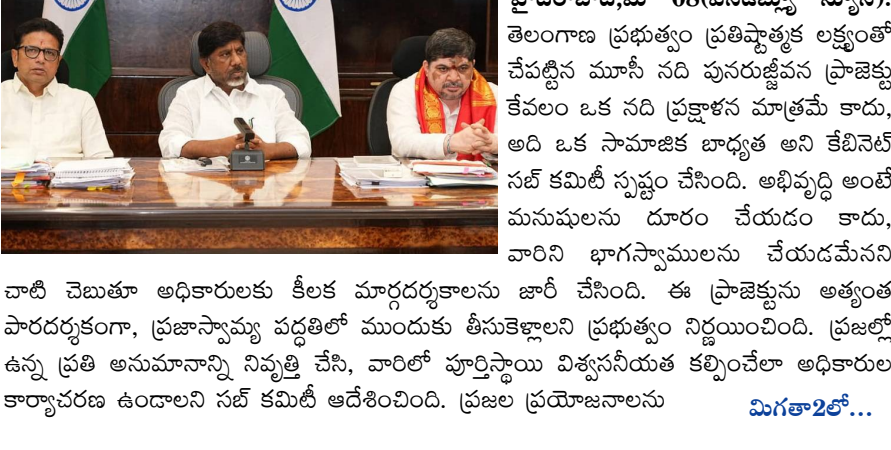 తెలంగాణ ప్రభుత్వం ప్రతిష్టాత్మక లక్ష్యంతో
చేపట్టిన మూసీ నది పునరుజ్జీవన ప్రాజెక్టు
కేవలం ఒక నది ప్రక్షాళన మాత్రమే కాదు,
అది ఒక సామాజిక బాధ్యత అని కేబినెట్
సబ్ కమిటీ స్పష్టం చేసింది. అభివృద్ధి అంటే
మనుషులను దూరం చేయడం కాదు,
వారిని భాగస్వాములను చేయడమేనని
చాటి చెబుతూ అధికారులకు కీలక మార్గదర్శకాలను జారీ చేసింది. ఈ ప్రాజెక్టును అత్యంత
పారదర్శకంగా, ప్రజాస్వామ్య పద్ధతిలో ముందుకు తీసుకెళ్లాలని ప్రభుత్వం నిర్ణయించింది. ప్రజల్లో
ఉన్న ప్రతి అనుమానాన్ని నివృత్తి చేసి, వారిలో పూర్తిస్థాయి విశ్వసనీయత కల్పించేలా అధికారుల
కార్యాచరణ ఉండాలని సబ్ కమిటీ ఆదేశించింది. ప్రజల ప్రయోజనాలను
మిగతా2లో...